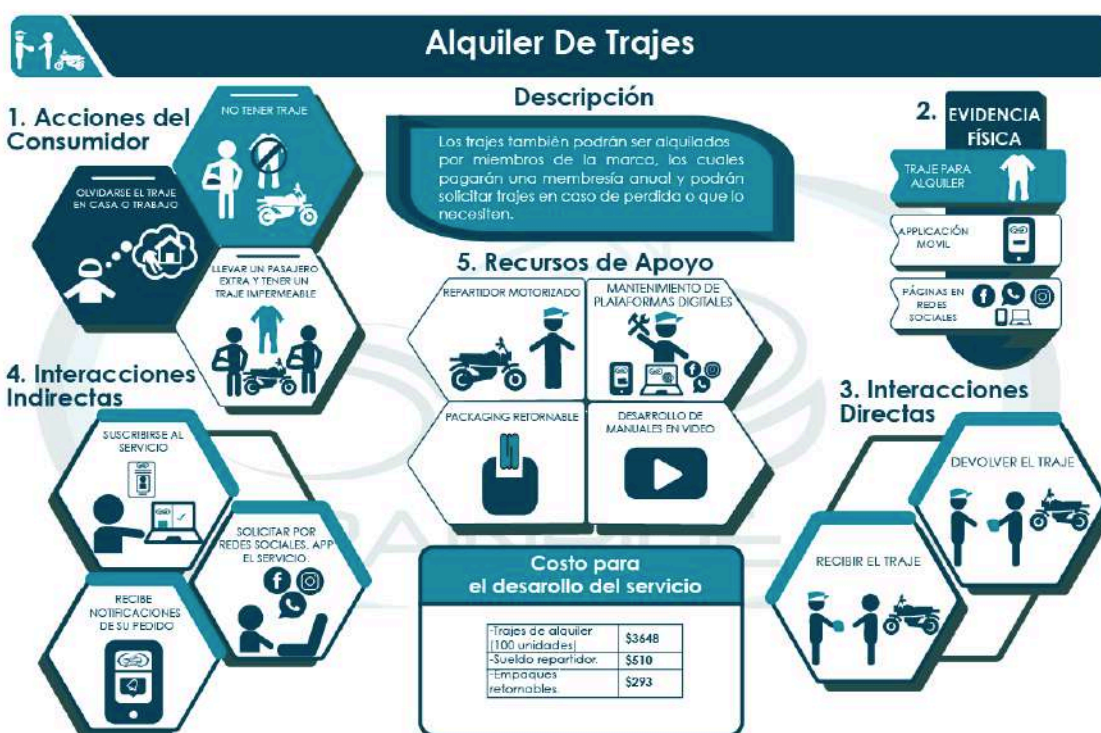 Alquiler De Trajes
1. Acciones del
Consumidor
NO TENER TRAJE
OLVIDARSE EL TRAJE
EN CASA O TRABAJO
LLEVAR UN PASAJERO
EXTRA Y TENER UN
TRAJE IMPERMEABLE
Descripción
Los trajes también podrán ser alquilados
por miembros de la marca, los cuales
pagarán una membresía anual y podrán
solicitar trajes en caso de perdida o que lo
necesiten.
2. EVIDENCIA
FÍSICA
TRAJE PARA
ALQUILER
APPLICACIÓN
MOVIL
PÁGINAS EN
REDES
SOCIALES
5. Recursos de Apoyo
REPARTIDOR MOTORIZADO
MANTENIMIENTO DE
PLATAFORMAS DIGITALES
PACKAGING RETORNABLE
DESARROLLO DE
MANUALES EN VIDEO
4. Interacciones
Indirectas
SUSCRIBIRSE AL
SERVICIO
SOLICITAR POR
REDES SOCIALES, APP
EL SERVICIO.
RECIBE
NOTIFICACIONES
DE SU PEDIDO
3. Interacciones
Directas
DEVOLVER EL TRAJE
RECIBIR EL TRAJE
Costo para
el desarollo del servicio
-Trajes de alquiler
(100 unidades) $3648
-Sueldo repartidor. $510
-Empaques
retornables. $293